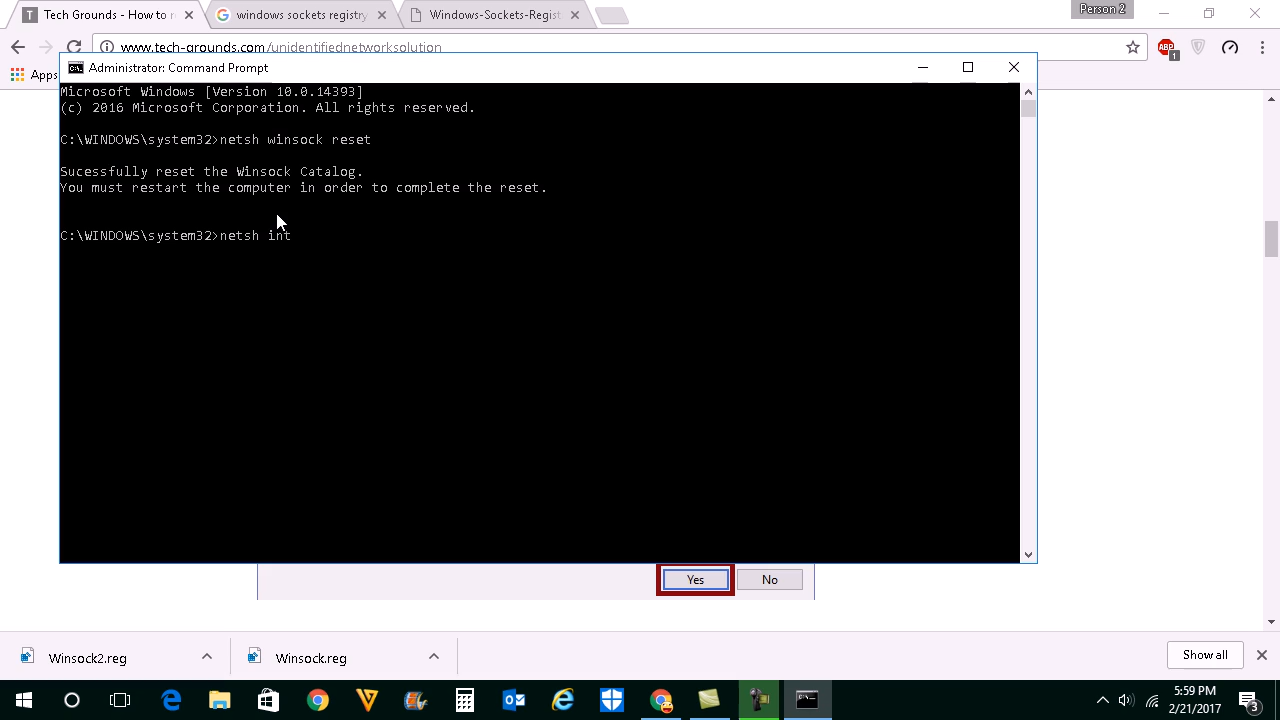 Tech Grounds - How to r
windows sockets registry
Windows-Sockets-Regist
Person 2
www.tech-grounds.com/unidentifiednetworksolution
ABP
1
Apps
Administrator: Command Prompt
Microsoft Windows [Version 10.0.14393]
(c) 2016 Microsoft Corporation. All rights reserved.
C:\WINDOWS\system32>netsh winsock reset
Sucessfully reset the Winsock Catalog.
You must restart the computer in order to complete the reset.
C:\WINDOWS\system32>netsh int
Yes
No
Winsock2.reg
Winsock.reg
Show all
5:59 PM
2/21/2017
3